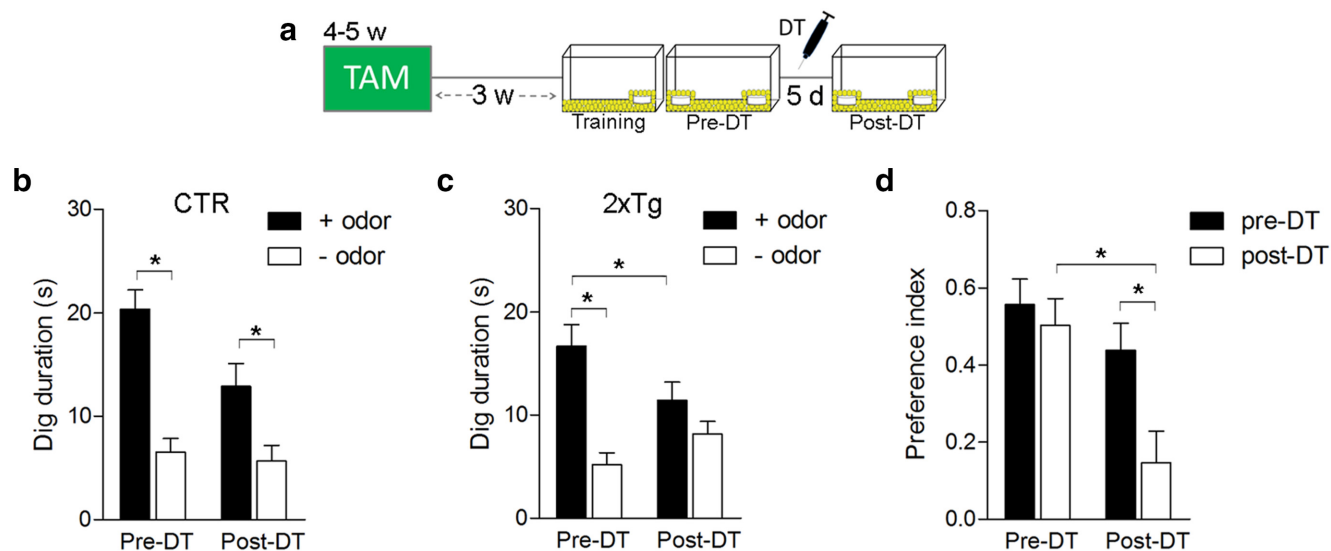 a
4-5 w
TAM
3 w
Training
Pre-DT
DT
5 d
Post-DT
b
CTR
+ odor
- odor
Dig duration (s)
30
20
10
0
*
*
Pre-DT
Post-DT
c
2xTg
+ odor
- odor
Dig duration (s)
30
20
10
0
*
*
Pre-DT
Post-DT
d
pre-DT
post-DT
Preference index
0.8
0.6
0.4
0.2
0.0
*
*
Pre-DT
Post-DT